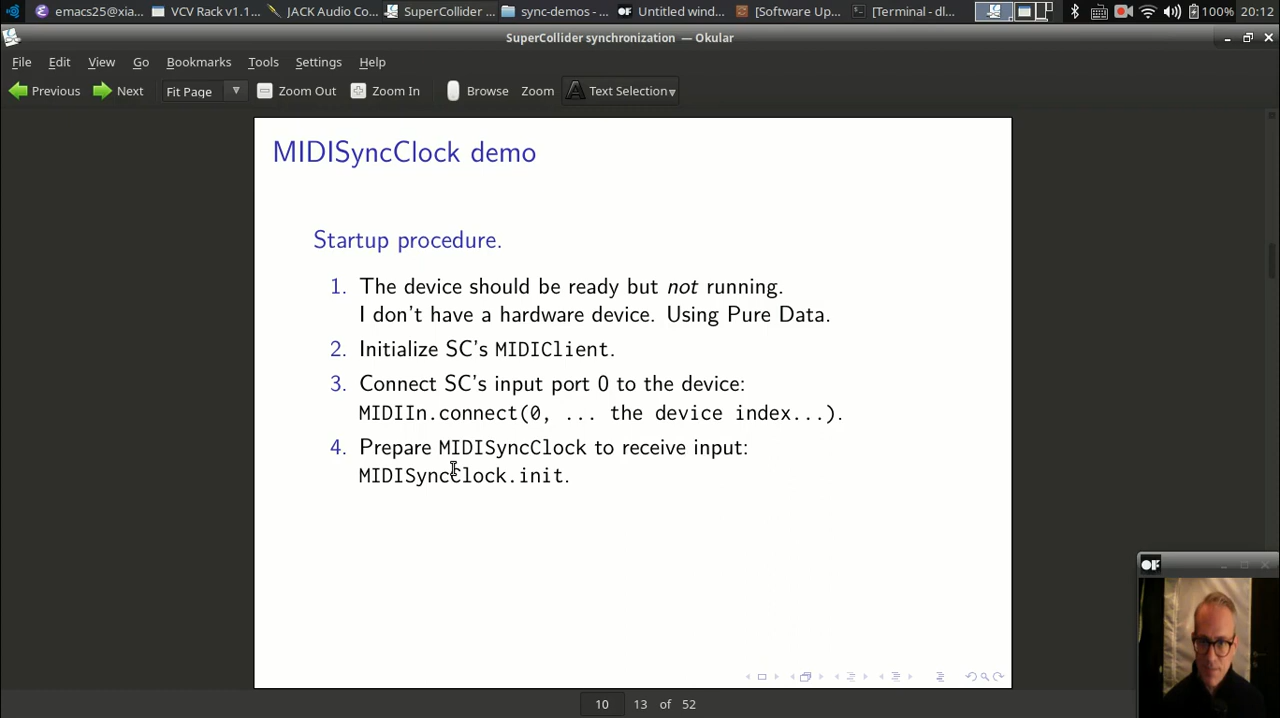 emacs25@xia...
VCV Rack v1.1...
JACK Audio Co...
SuperCollider ...
sync-demos - ...
Untitled wind...
[Software Up...
[Terminal - dl...
100%
20:12
SuperCollider synchronization — Okular
File Edit View Go Bookmarks Tools Settings Help
Previous Next Fit Page Zoom Out Zoom In Browse Zoom Text Selection
MIDISyncClock demo
Startup procedure.
1. The device should be ready but not running.
I don't have a hardware device. Using Pure Data.
2. Initialize SC's MIDIClient.
3. Connect SC's input port 0 to the device:
MIDIIn.connect(0, ... the device index...).
4. Prepare MIDISyncClock to receive input:
MIDISyncClock.init.
10 13 of 52